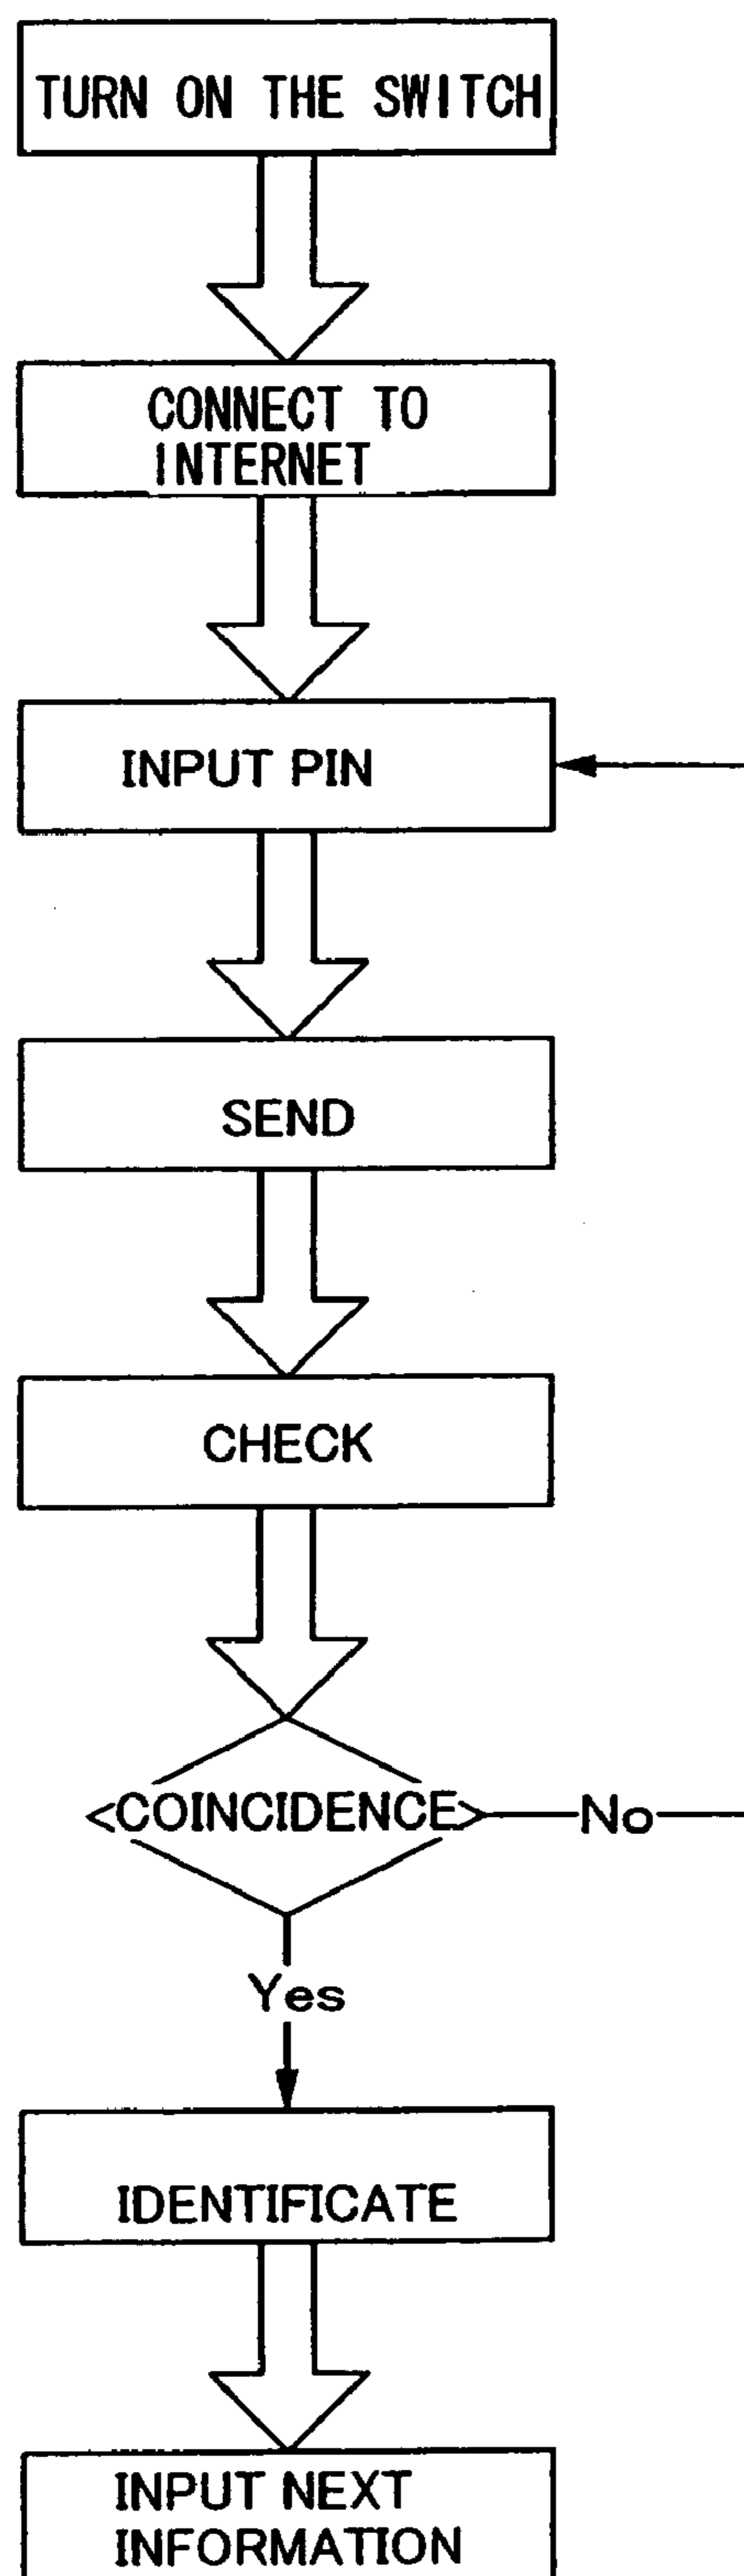 TURN ON THE SWITCH
CONNECT TO
INTERNET
INPUT PIN
SEND
CHECK
<COINCIDENCE>
No
Yes
IDENTIFICATE
INPUT NEXT
INFORMATION